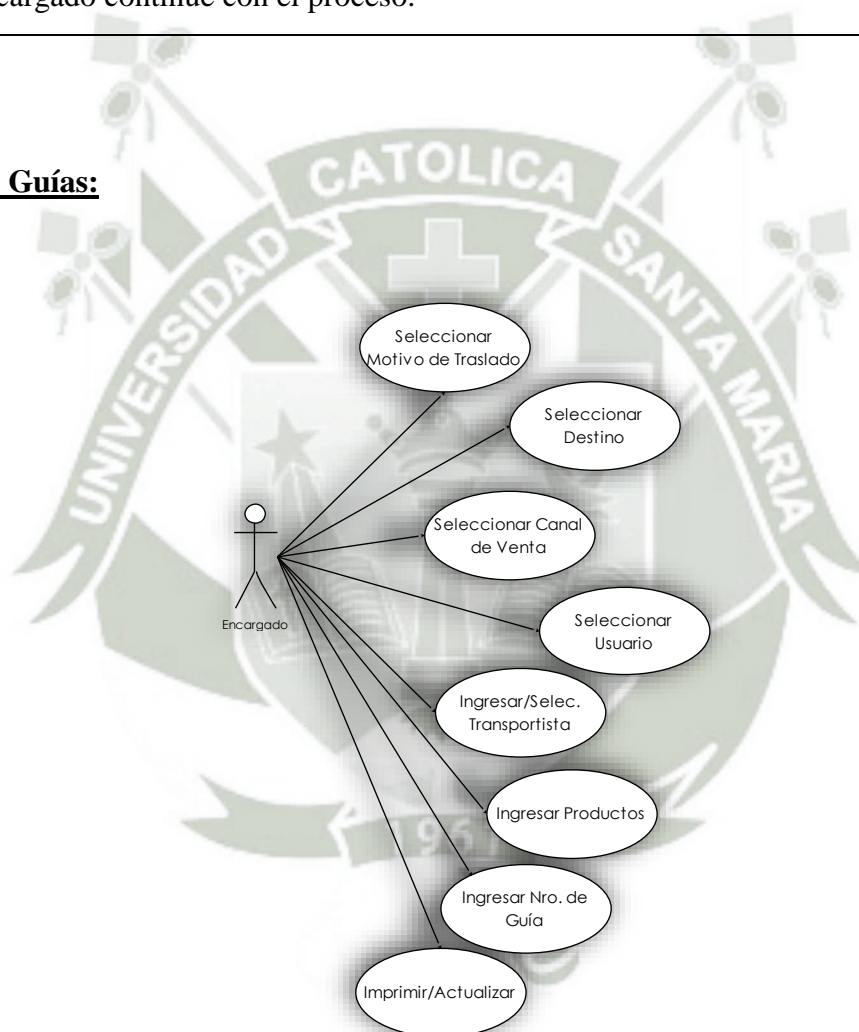 cargado continúe con el proceso.
Guías:
CATOLICA
UNIVERSIDAD
SANTA MARIA
Seleccionar
Motivo de Traslado
Seleccionar
Destino
Seleccionar Canal
de Venta
Seleccionar
Usuario
Encargado
Ingresar/Selec.
Transportista
Ingresar Productos
Ingresar Nro. de
Guía
Imprimir/Actualizar